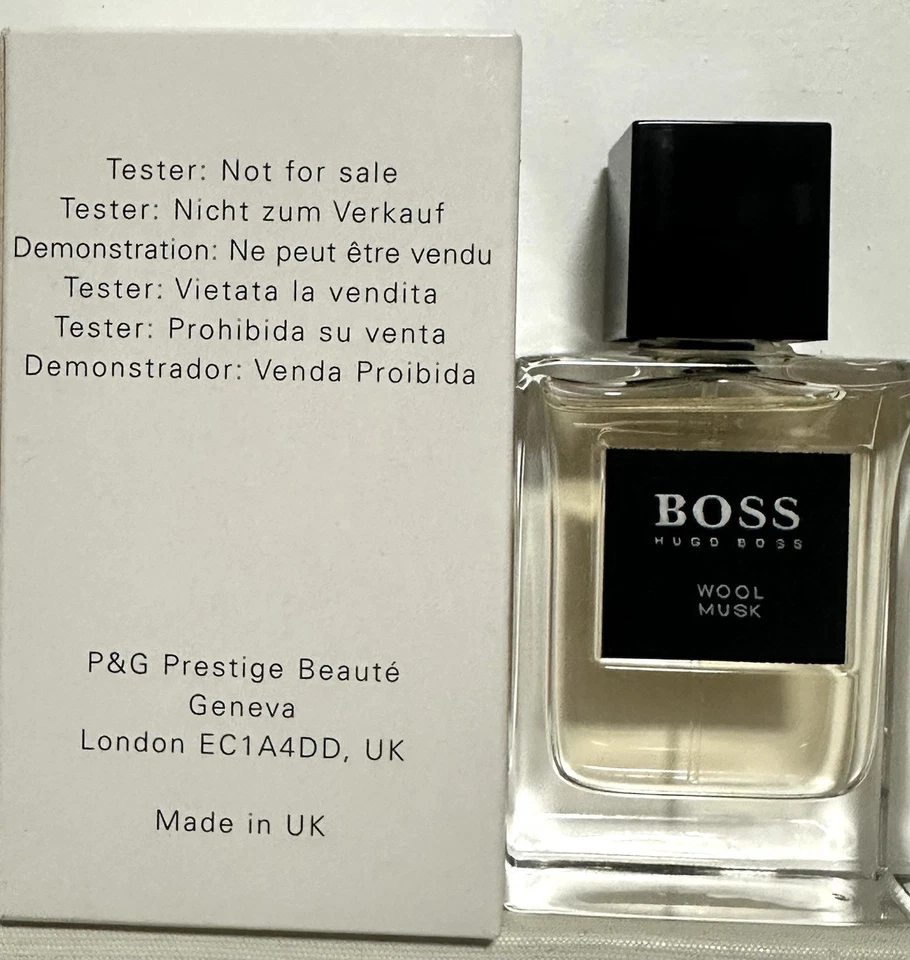 Tester: Not for sale
Tester: Nicht zum Verkauf
Demonstration: Ne peut être vendu
Tester: Vietata la vendita
Tester: Prohibida su venta
Demonstrador: Venda Proibida
P&G Prestige Beauté
Geneva
London EC1A4DD, UK
Made in UK
BOSS
HUGO BOSS
WOOL
MUSK